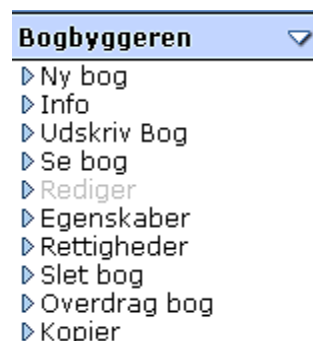 Bogbyggeren
Ny bog
Info
Udskriv Bog
Se bog
Rediger
Egenskaber
Rettigheder
Slet bog
Overdrag bog
Kopier